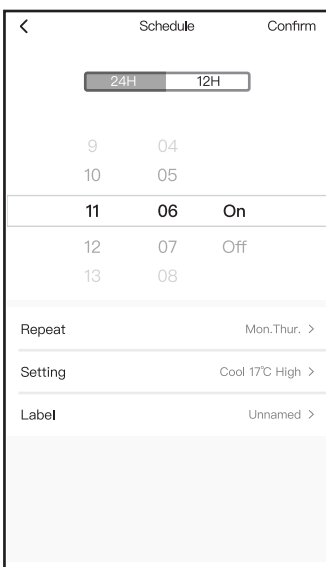 < Schedule Confirm
24H 12H
9 04
10 05
11 06 On
12 07 Off
13 08
Repeat Mon.Thur. >
Setting Cool 17℃ High >
Label Unnamed >